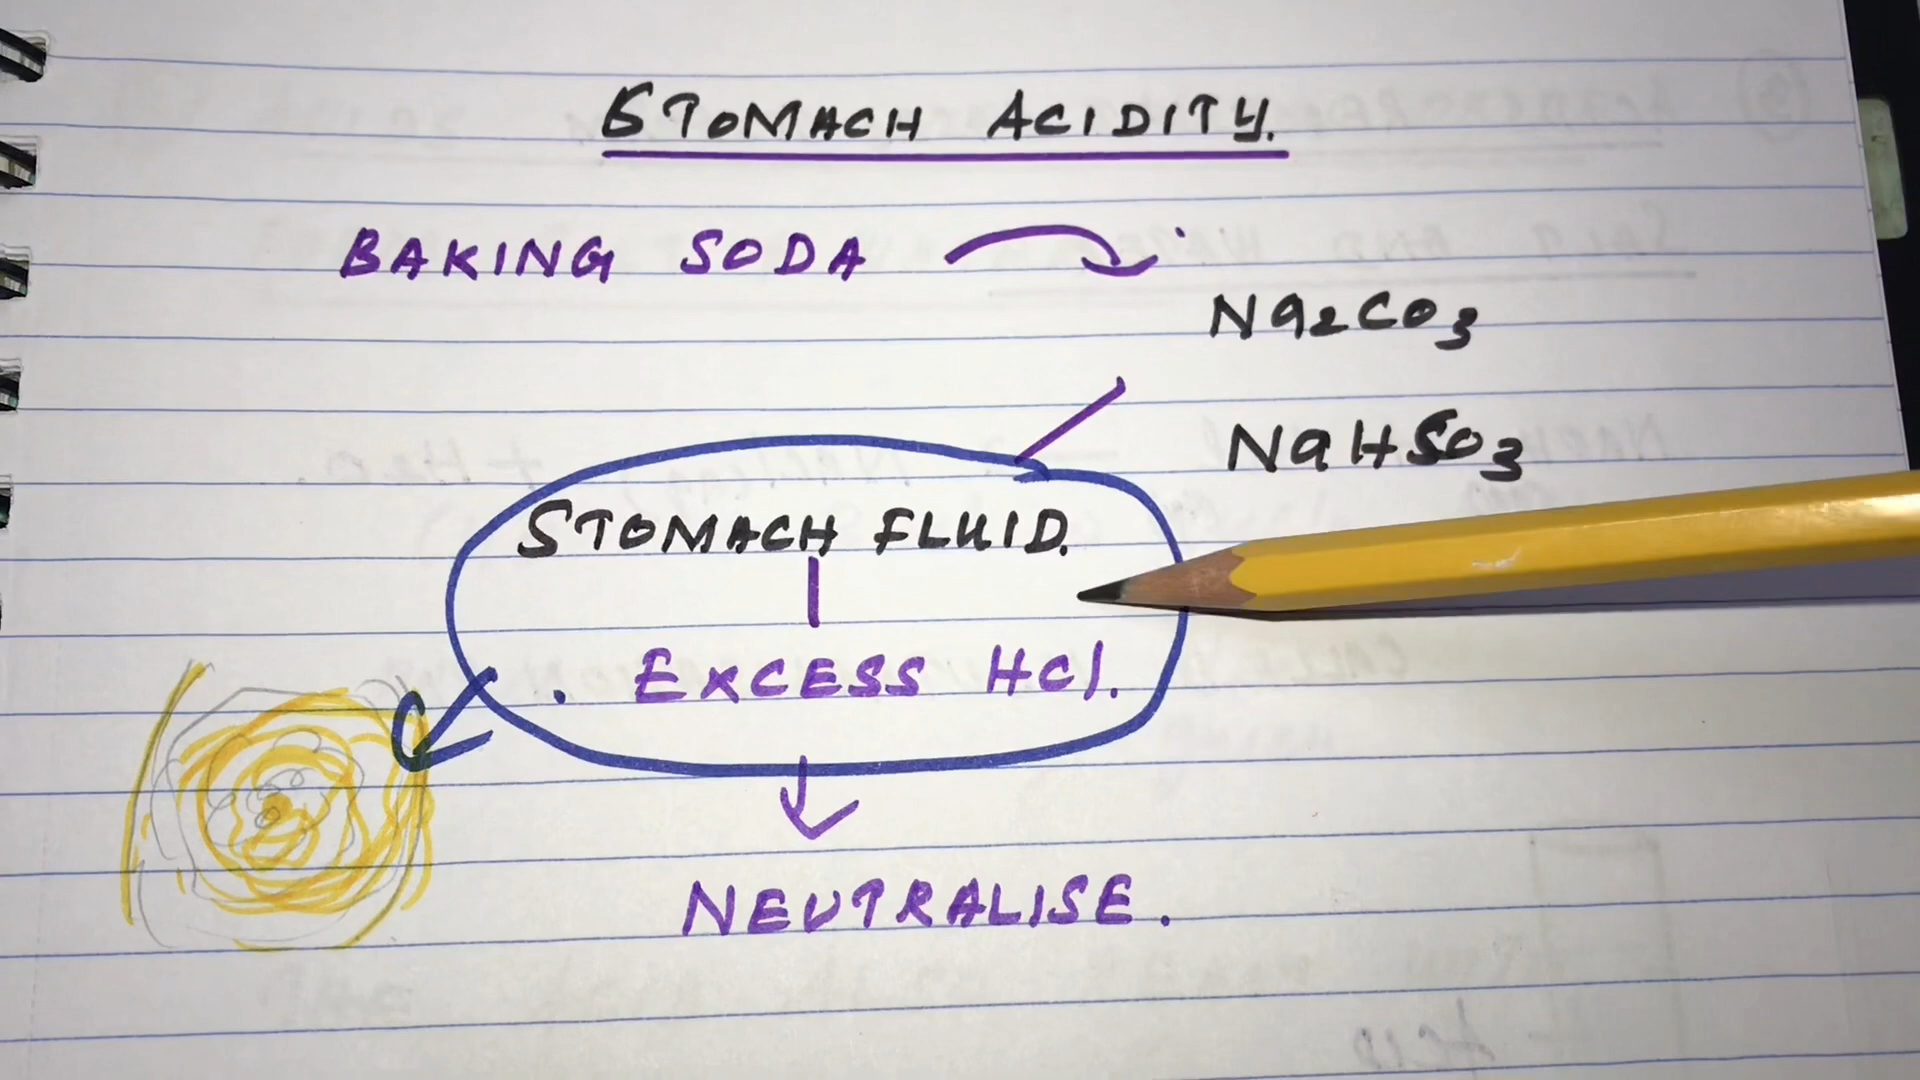 STOMACH ACIDITY.
BAKING SODA
Na2CO3
NaHSO3
STOMACH FLUID.
EXCESS HCl.
NEUTRALISE.